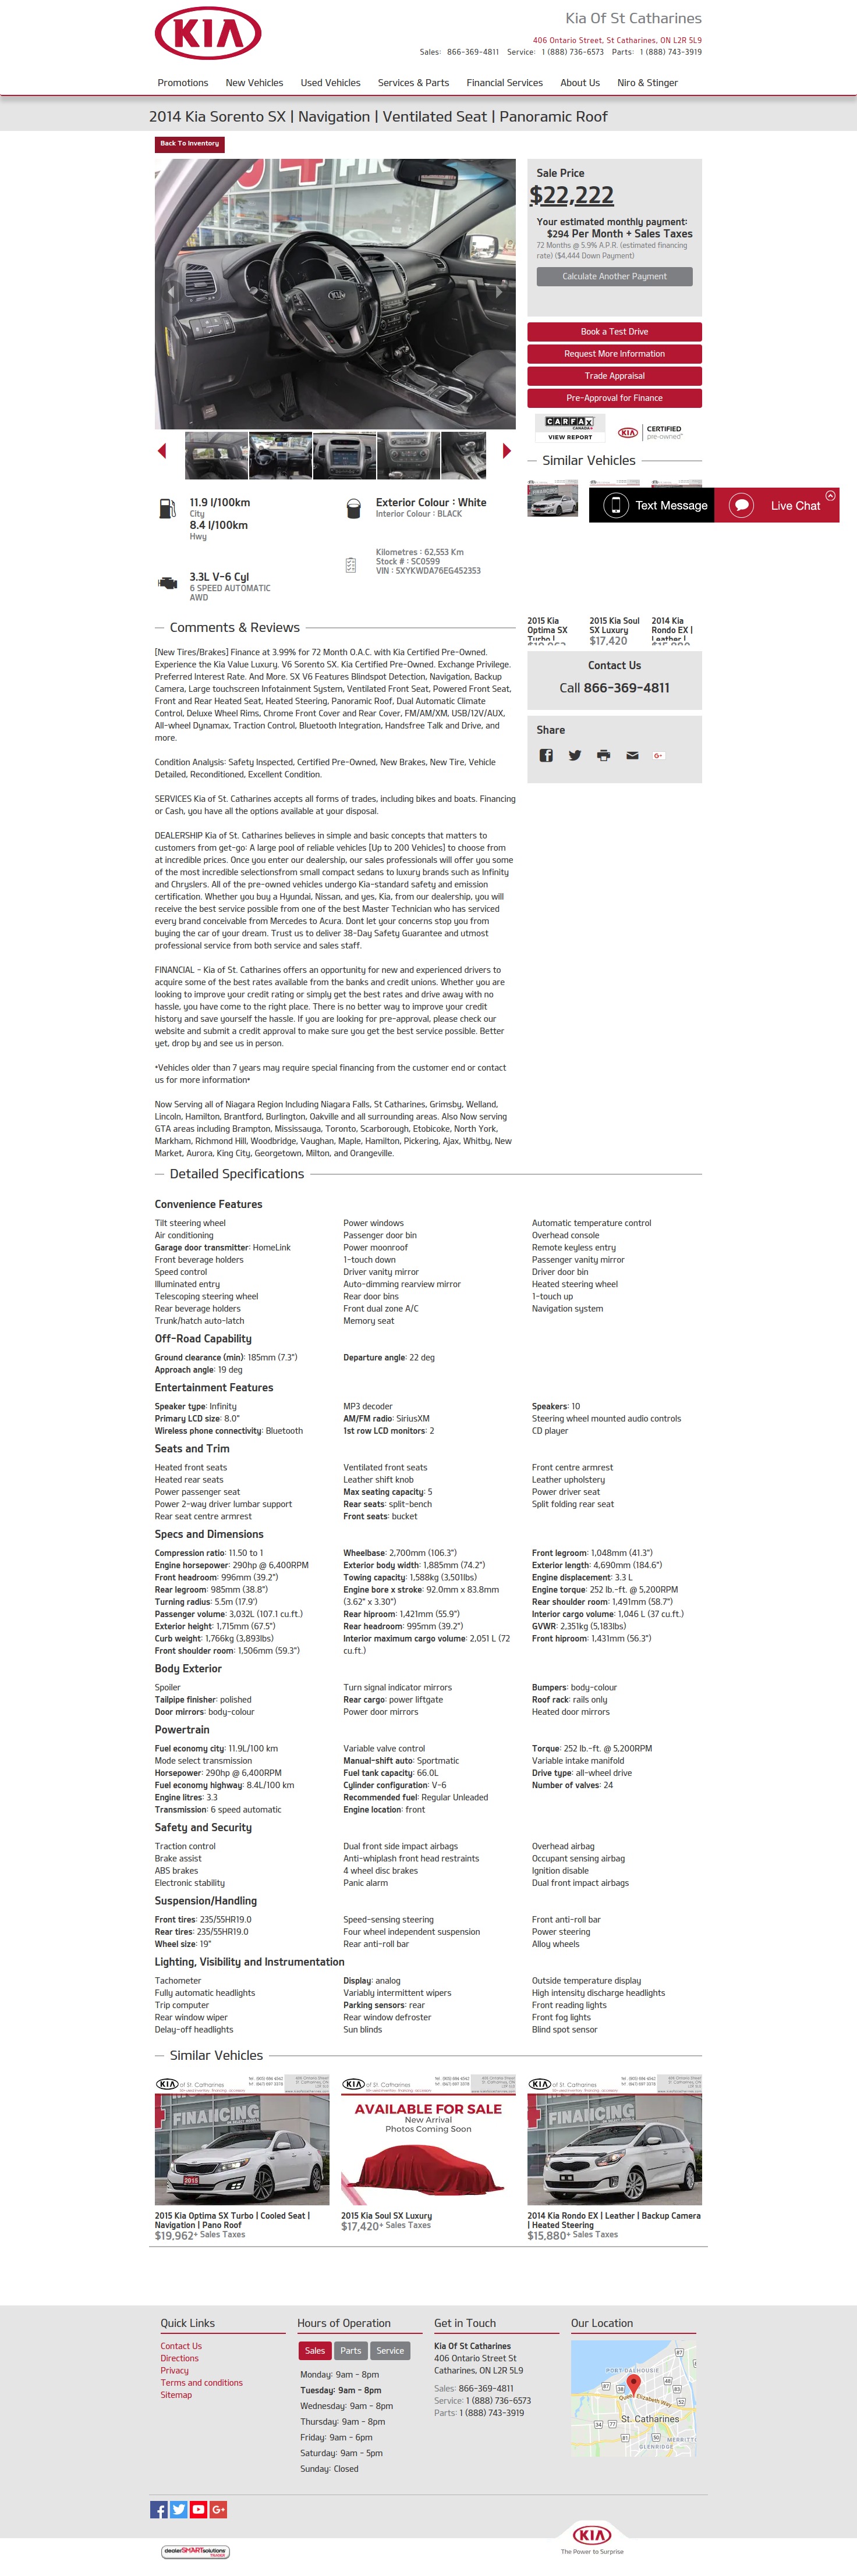 KIA
Kia Of St Catharines
406 Ontario Street, St Catharines, ON L2R 5L9
Sales: 866-369-4811 Service: 1 (888) 736-6573 Parts: 1 (888) 743-3919
Promotions New Vehicles Used Vehicles Services & Parts Financial Services About Us Niro & Stinger
2014 Kia Sorento SX | Navigation | Ventilated Seat | Panoramic Roof
Back To Inventory
Sale Price
$22,222
Your estimated monthly payment:
$294 Per Month + Sales Taxes
72 Months @ 5.9% A.P.R. (estimated financing
rate) ($4,444 Down Payment)
Calculate Another Payment
Book a Test Drive
Request More Information
Trade Appraisal
Pre-Approval for Finance
CARFAX
CANADA
VIEW REPORT
KIA CERTIFIED
pre-owned
Similar Vehicles
Text Message Live Chat
11.9 l/100km
City
8.4 l/100km
Hwy
Exterior Colour : White
Interior Colour : BLACK
Kilometres : 62,553 Km
Stock # : SC0599
VIN : 5XYKWDA76EG452353
3.3L V-6 Cyl
6 SPEED AUTOMATIC
AWD
2015 Kia
Optima SX
Turbo |
2015 Kia Soul
SX Luxury
$17,420
2014 Kia
Rondo EX |
Leather |
Contact Us
Call 866-369-4811
Share
Comments & Reviews
[New Tires/Brakes] Finance at 3.99% for 72 Month O.A.C. with Kia Certified Pre-Owned.
Experience the Kia Value Luxury. V6 Sorento SX. Kia Certified Pre-Owned. Exchange Privilege.
Preferred Interest Rate. And More. SX V6 Features Blindspot Detection, Navigation, Backup
Camera, Large touchscreen Infotainment System, Ventilated Front Seat, Powered Front Seat,
Front and Rear Heated Seat, Heated Steering, Panoramic Roof, Dual Automatic Climate
Control, Deluxe Wheel Rims, Chrome Front Cover and Rear Cover, FM/AM/XM, USB/12V/AUX,
All-wheel Dynamax, Traction Control, Bluetooth Integration, Handsfree Talk and Drive, and
more.
Condition Analysis: Safety Inspected, Certified Pre-Owned, New Brakes, New Tire, Vehicle
Detailed, Reconditioned, Excellent Condition.
SERVICES Kia of St. Catharines accepts all forms of trades, including bikes and boats. Financing
or Cash, you have all the options available at your disposal.
DEALERSHIP Kia of St. Catharines believes in simple and basic concepts that matters to
customers from get-go: A large pool of reliable vehicles [Up to 200 Vehicles] to choose from
at incredible prices. Once you enter our dealership, our sales professionals will offer you some
of the most incredible selectionsfrom small compact sedans to luxury brands such as Infinity
and Chryslers. All of the pre-owned vehicles undergo Kia-standard safety and emission
certification. Whether you buy a Hyundai, Nissan, and yes, Kia, from our dealership, you will
receive the best service possible from one of the best Master Technician who has serviced
every brand conceivable from Mercedes to Acura. Dont let your concerns stop you from
buying the car of your dream. Trust us to deliver 38-Day Safety Guarantee and utmost
professional service from both service and sales staff.
FINANCIAL - Kia of St. Catharines offers an opportunity for new and experienced drivers to
acquire some of the best rates available from the banks and credit unions. Whether you are
looking to improve your credit rating or simply get the best rates and drive away with no
hassle, you have come to the right place. There is no better way to improve your credit
history and save yourself the hassle. If you are looking for pre-approval, please check our
website and submit a credit approval to make sure you get the best service possible. Better
yet, drop by and see us in person.
*Vehicles older than 7 years may require special financing from the customer end or contact
us for more information*
Now Serving all of Niagara Region Including Niagara Falls, St Catharines, Grimsby, Welland,
Lincoln, Hamilton, Brantford, Burlington, Oakville and all surrounding areas. Also Now serving
GTA areas including Brampton, Mississauga, Toronto, Scarborough, Etobicoke, North York,
Markham, Richmond Hill, Woodbridge, Vaughan, Maple, Hamilton, Pickering, Ajax, Whitby, New
Market, Aurora, King City, Georgetown, Milton, and Orangeville.
Detailed Specifications
Convenience Features
Tilt steering wheel Power windows Automatic temperature control
Air conditioning Passenger door bin Overhead console
Garage door transmitter: HomeLink Power moonroof Remote keyless entry
Front beverage holders 1-touch down Passenger vanity mirror
Speed control Driver vanity mirror Driver door bin
Illuminated entry Auto-dimming rearview mirror Heated steering wheel
Telescoping steering wheel Rear door bins 1-touch up
Rear beverage holders Front dual zone A/C Navigation system
Trunk/hatch auto-latch Memory seat
Off-Road Capability
Ground clearance (min): 185mm (7.3") Departure angle: 22 deg
Approach angle: 19 deg
Entertainment Features
Speaker type: Infinity MP3 decoder Speakers: 10
Primary LCD size: 8.0" AM/FM radio: SiriusXM Steering wheel mounted audio controls
Wireless phone connectivity: Bluetooth 1st row LCD monitors: 2 CD player
Seats and Trim
Heated front seats Ventilated front seats Front centre armrest
Heated rear seats Leather shift knob Leather upholstery
Power passenger seat Max seating capacity: 5 Power driver seat
Power 2-way driver lumbar support Rear seats: split-bench Split folding rear seat
Rear seat centre armrest Front seats: bucket
Specs and Dimensions
Compression ratio: 11.50 to 1 Wheelbase: 2,700mm (106.3") Front legroom: 1,048mm (41.3")
Engine horsepower: 290hp @ 6,400RPM Exterior body width: 1,885mm (74.2") Exterior length: 4,690mm (184.6")
Front headroom: 996mm (39.2") Towing capacity: 1,588kg (3,501lbs) Engine displacement: 3.3 L
Rear legroom: 985mm (38.8") Engine bore x stroke: 92.0mm x 83.8mm Engine torque: 252 lb.-ft. @ 5,200RPM
Turning radius: 5.5m (17.9') (3.62" x 3.30") Rear shoulder room: 1,491mm (58.7")
Passenger volume: 3,032L (107.1 cu.ft.) Rear hiproom: 1,421mm (55.9") Interior cargo volume: 1,046 L (37 cu.ft.)
Exterior height: 1,715mm (67.5") Rear headroom: 995mm (39.2") GVWR: 2,351kg (5,183lbs)
Curb weight: 1,766kg (3,893lbs) Interior maximum cargo volume: 2,051 L (72 Front hiproom: 1,431mm (56.3")
Front shoulder room: 1,506mm (59.3") cu.ft.)
Body Exterior
Spoiler Turn signal indicator mirrors Bumpers: body-colour
Tailpipe finisher: polished Rear cargo: power liftgate Roof rack: rails only
Door mirrors: body-colour Power door mirrors Heated door mirrors
Powertrain
Fuel economy city: 11.9L/100 km Variable valve control Torque: 252 lb.-ft. @ 5,200RPM
Mode select transmission Manual-shift auto: Sportmatic Variable intake manifold
Horsepower: 290hp @ 6,400RPM Fuel tank capacity: 66.0L Drive type: all-wheel drive
Fuel economy highway: 8.4L/100 km Cylinder configuration: V-6 Number of valves: 24
Engine litres: 3.3 Recommended fuel: Regular Unleaded
Transmission: 6 speed automatic Engine location: front
Safety and Security
Traction control Dual front side impact airbags Overhead airbag
Brake assist Anti-whiplash front head restraints Occupant sensing airbag
ABS brakes 4 wheel disc brakes Ignition disable
Electronic stability Panic alarm Dual front impact airbags
Suspension/Handling
Front tires: 235/55HR19.0 Speed-sensing steering Front anti-roll bar
Rear tires: 235/55HR19.0 Four wheel independent suspension Power steering
Wheel size: 19" Rear anti-roll bar Alloy wheels
Lighting, Visibility and Instrumentation
Tachometer Display: analog Outside temperature display
Fully automatic headlights Variably intermittent wipers High intensity discharge headlights
Trip computer Parking sensors: rear Front reading lights
Rear window wiper Rear window defroster Front fog lights
Delay-off headlights Sun blinds Blind spot sensor
Similar Vehicles
KIA of St. Catharines KIA of St. Catharines KIA of St. Catharines
FINANCING
2015
AVAILABLE FOR SALE
New Arrival
Photos Coming Soon
FINANCING
2015 Kia Optima SX Turbo | Cooled Seat |
Navigation | Pano Roof
$19,962+ Sales Taxes
2015 Kia Soul SX Luxury
$17,420+ Sales Taxes
2014 Kia Rondo EX | Leather | Backup Camera
| Heated Steering
$15,880+ Sales Taxes
Quick Links
Contact Us
Directions
Privacy
Terms and conditions
Sitemap
Hours of Operation
Sales Parts Service
Monday: 9am - 8pm
Tuesday: 9am - 8pm
Wednesday: 9am - 8pm
Thursday: 9am - 8pm
Friday: 9am - 6pm
Saturday: 9am - 5pm
Sunday: Closed
Get in Touch
Kia Of St Catharines
406 Ontario Street St
Catharines, ON L2R 5L9
Sales: 866-369-4811
Service: 1 (888) 736-6573
Parts: 1 (888) 743-3919
Our Location
PORT DALHOUSIE
Queen Elizabeth Way
St. Catharines
MERRITT
GLENRIDGE
KIA
The Power to Surprise
dealerSMARTsolutions